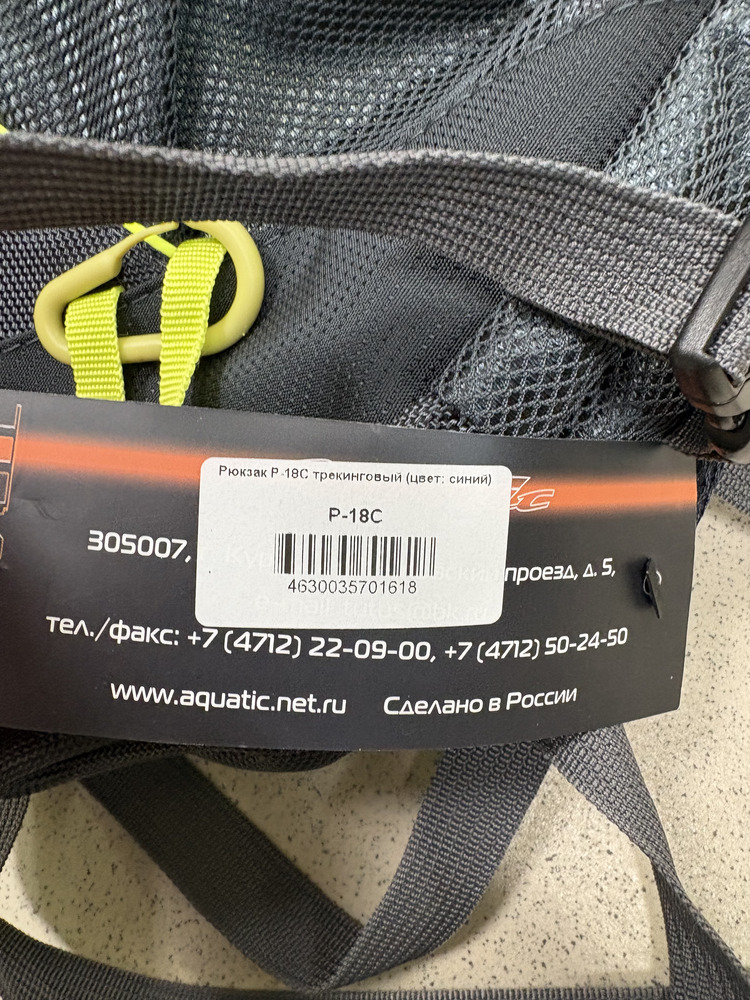 Рюкзак Р-18С трекинговый (цвет: синий)
Р-18С
4630035701618
305007, проезд, д. 5,
тел./факс: +7 (4712) 22-09-00, +7 (4712) 50-24-50
www.aquatic.net.ru Сделано в России